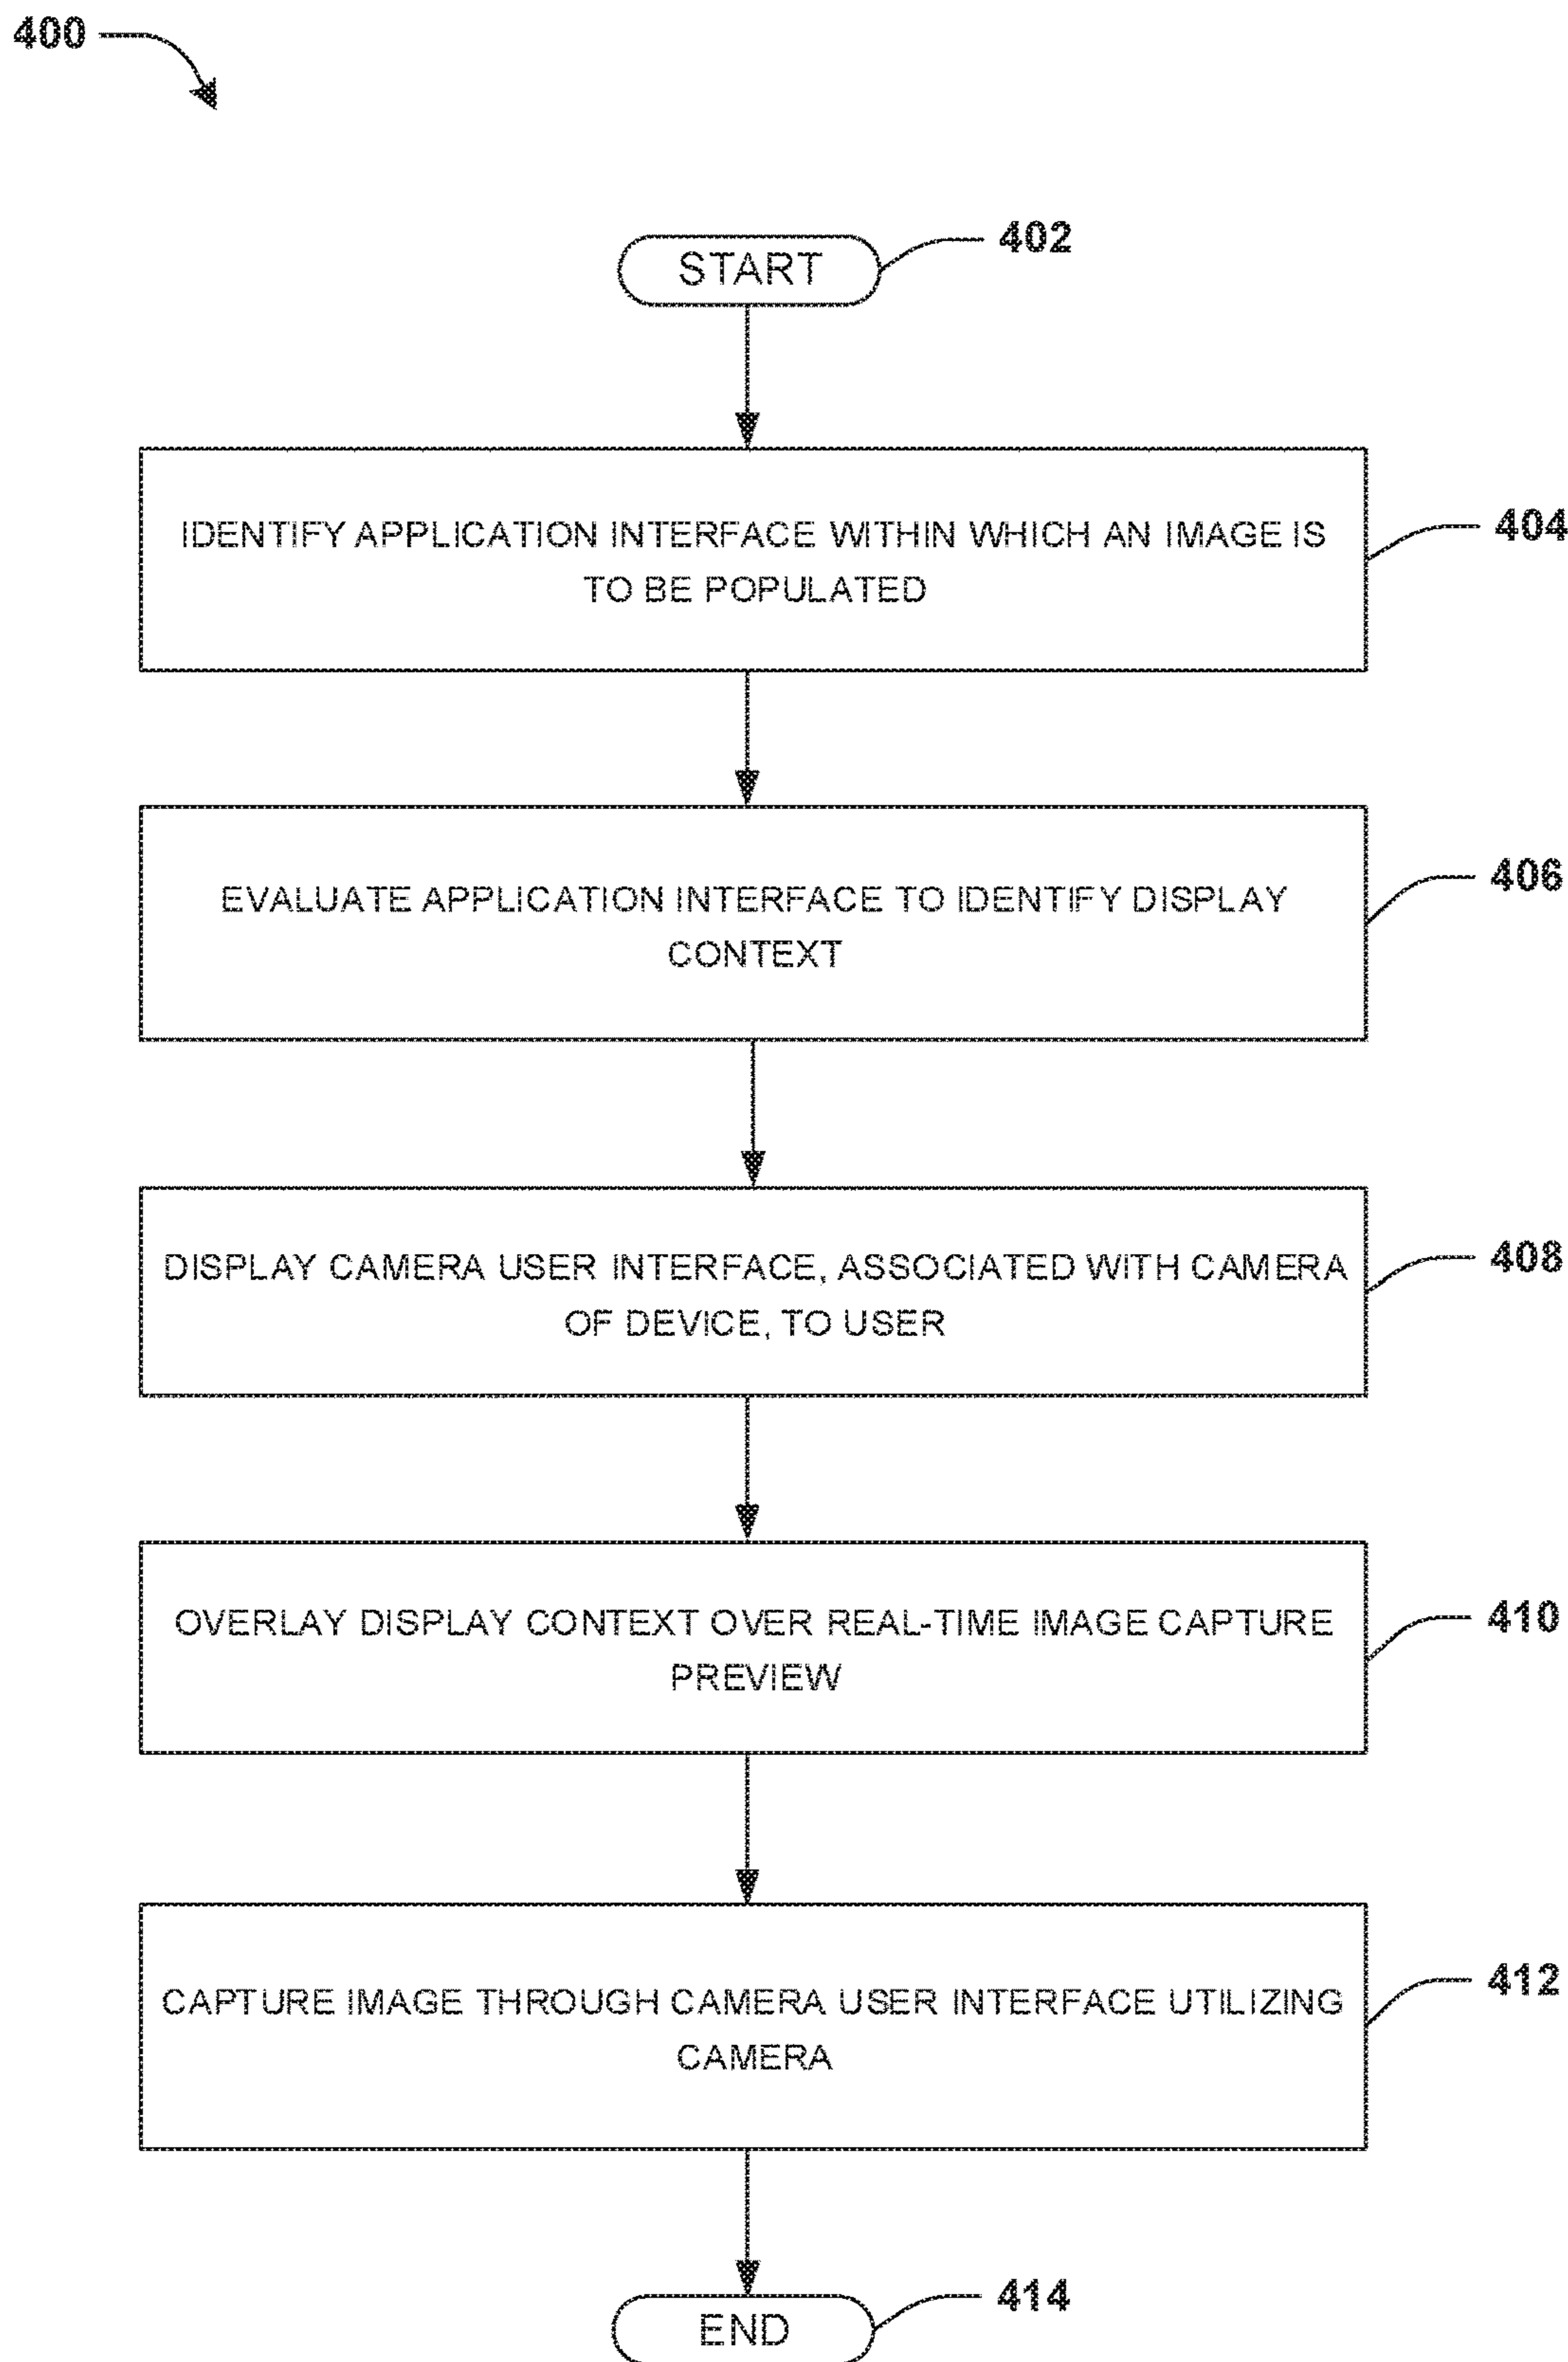 400
402
START
IDENTIFY APPLICATION INTERFACE WITHIN WHICH AN IMAGE IS
TO BE POPULATED
404
EVALUATE APPLICATION INTERFACE TO IDENTIFY DISPLAY
CONTEXT
406
DISPLAY CAMERA USER INTERFACE, ASSOCIATED WITH CAMERA
OF DEVICE, TO USER
408
OVERLAY DISPLAY CONTEXT OVER REAL-TIME IMAGE CAPTURE
PREVIEW
410
CAPTURE IMAGE THROUGH CAMERA USER INTERFACE UTILIZING
CAMERA
412
414
END